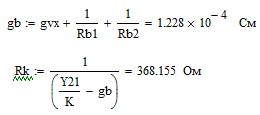 gb := gvx + 1/Rb1 + 1/Rb2 = 1.228 × 10^-4 См
Rk := 1/(Y21/K - gb) = 368.155 Ом